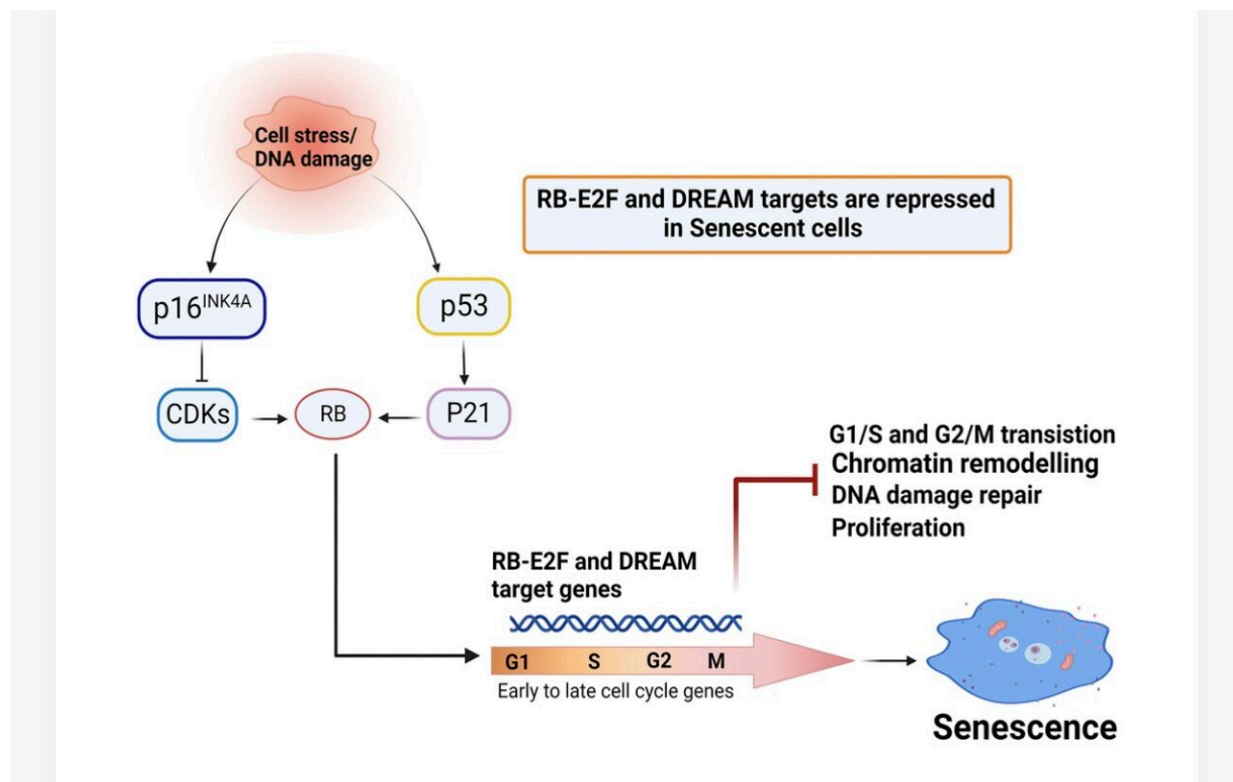 Cell stress/
DNA damage
RB-E2F and DREAM targets are repressed
in Senescent cells
p16INK4A
p53
CDKs
RB
P21
G1/S and G2/M transistion
Chromatin remodelling
DNA damage repair
Proliferation
RB-E2F and DREAM
target genes
G1 S G2 M
Early to late cell cycle genes
Senescence